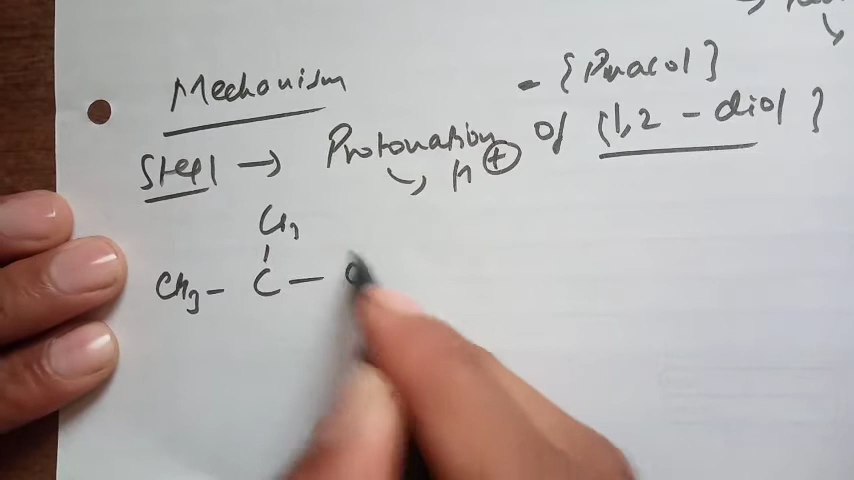 Mechanism
- {Pinacol}
Step1 → Protonation of {1,2 - diol}
↳ H⊕
CH3
CH3 - C - C